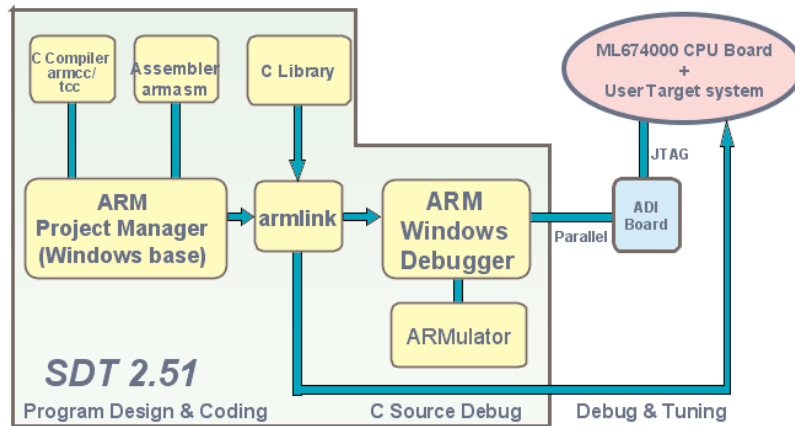 C Compiler
armcc/
tcc
Assembler
armasm
C Library
ML674000 CPU Board
+
User Target system
JTAG
ARM
Project Manager
(Windows base)
armlink
ARM
Windows
Debugger
Parallel
ADI
Board
ARMulator
SDT 2.51
Program Design & Coding
C Source Debug
Debug & Tuning